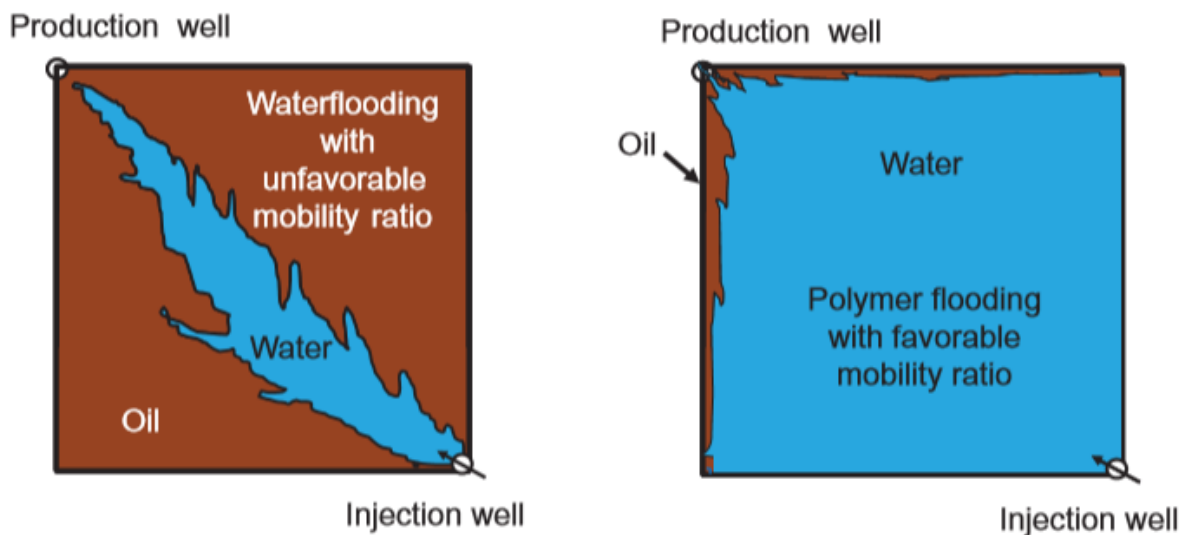 Production well
Waterflooding
with
unfavorable
mobility ratio
Water
Oil
Injection well
Production well
Oil
Water
Polymer flooding
with favorable
mobility ratio
Injection well